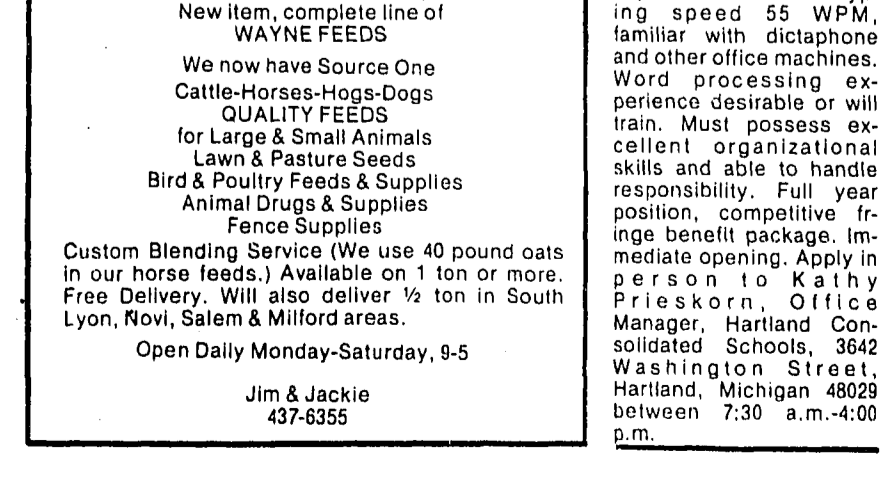 New item, complete line of
WAYNE FEEDS
We now have Source One
Cattle-Horses-Hogs-Dogs
QUALITY FEEDS
for Large & Small Animals
Lawn & Pasture Seeds
Bird & Poultry Feeds & Supplies
Animal Drugs & Supplies
Fence Supplies
Custom Blending Service (We use 40 pound oats
in our horse feeds.) Available on 1 ton or more.
Free Delivery. Will also deliver ½ ton in South
Lyon, Novi, Salem & Milford areas.
Open Daily Monday-Saturday, 9-5
Jim & Jackie
437-6355
ing speed 55 WPM,
familiar with dictaphone
and other office machines.
Word processing ex-
perience desirable or will
train. Must possess ex-
cellent organizational
skills and able to handle
responsibility. Full year
position, competitive fr-
inge benefit package. Im-
mediate opening. Apply in
person to Kathy
Prieskorn, Office
Manager, Hartland Con-
solidated Schools, 3642
Washington Street,
Hartland, Michigan 48029
between 7:30 a.m.-4:00
p.m.